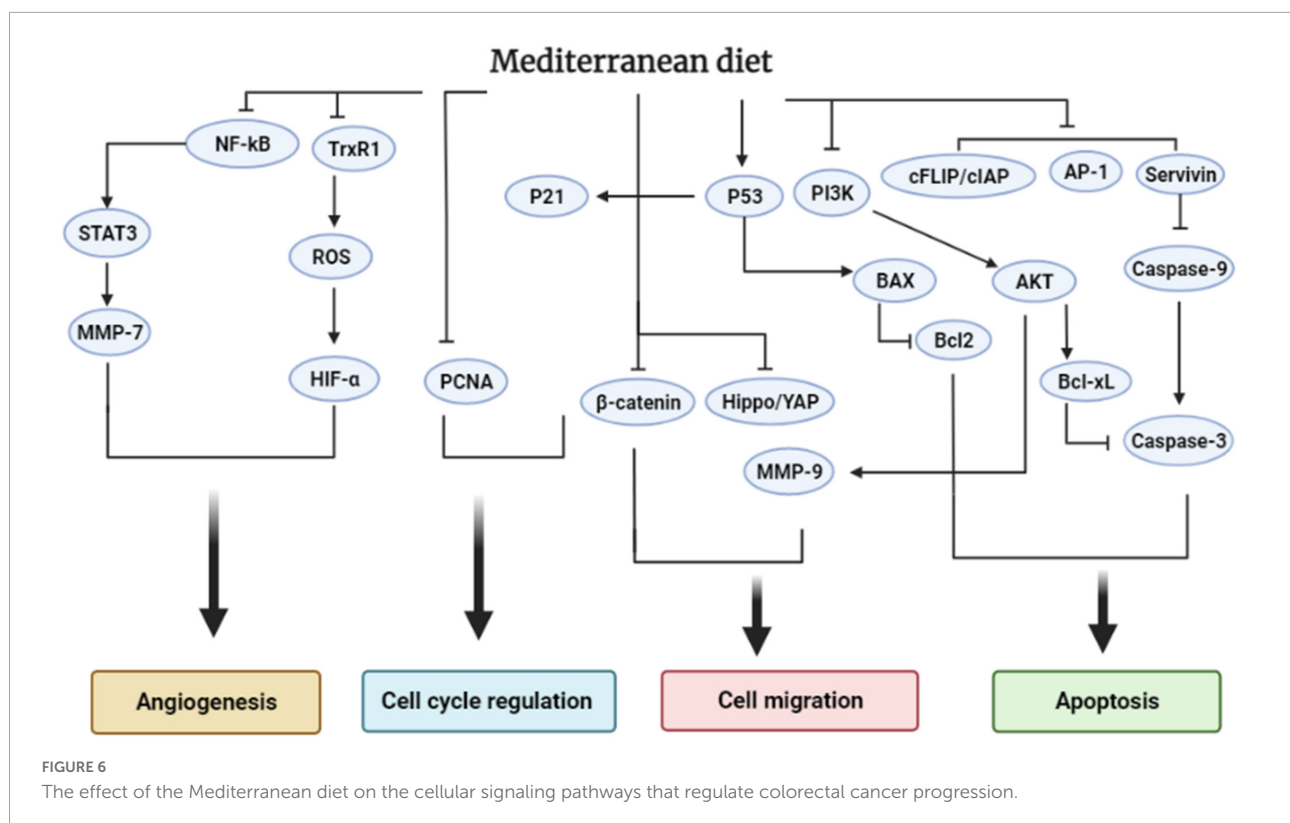 Mediterranean diet
NF-kB
TrxR1
P21
P53
PI3K
cFLIP/cIAP
AP-1
Servivin
STAT3
ROS
BAX
AKT
Caspase-9
MMP-7
HIF-α
PCNA
β-catenin
Hippo/YAP
Bcl2
Bcl-xL
MMP-9
Caspase-3
Angiogenesis
Cell cycle regulation
Cell migration
Apoptosis
FIGURE 6
The effect of the Mediterranean diet on the cellular signaling pathways that regulate colorectal cancer progression.